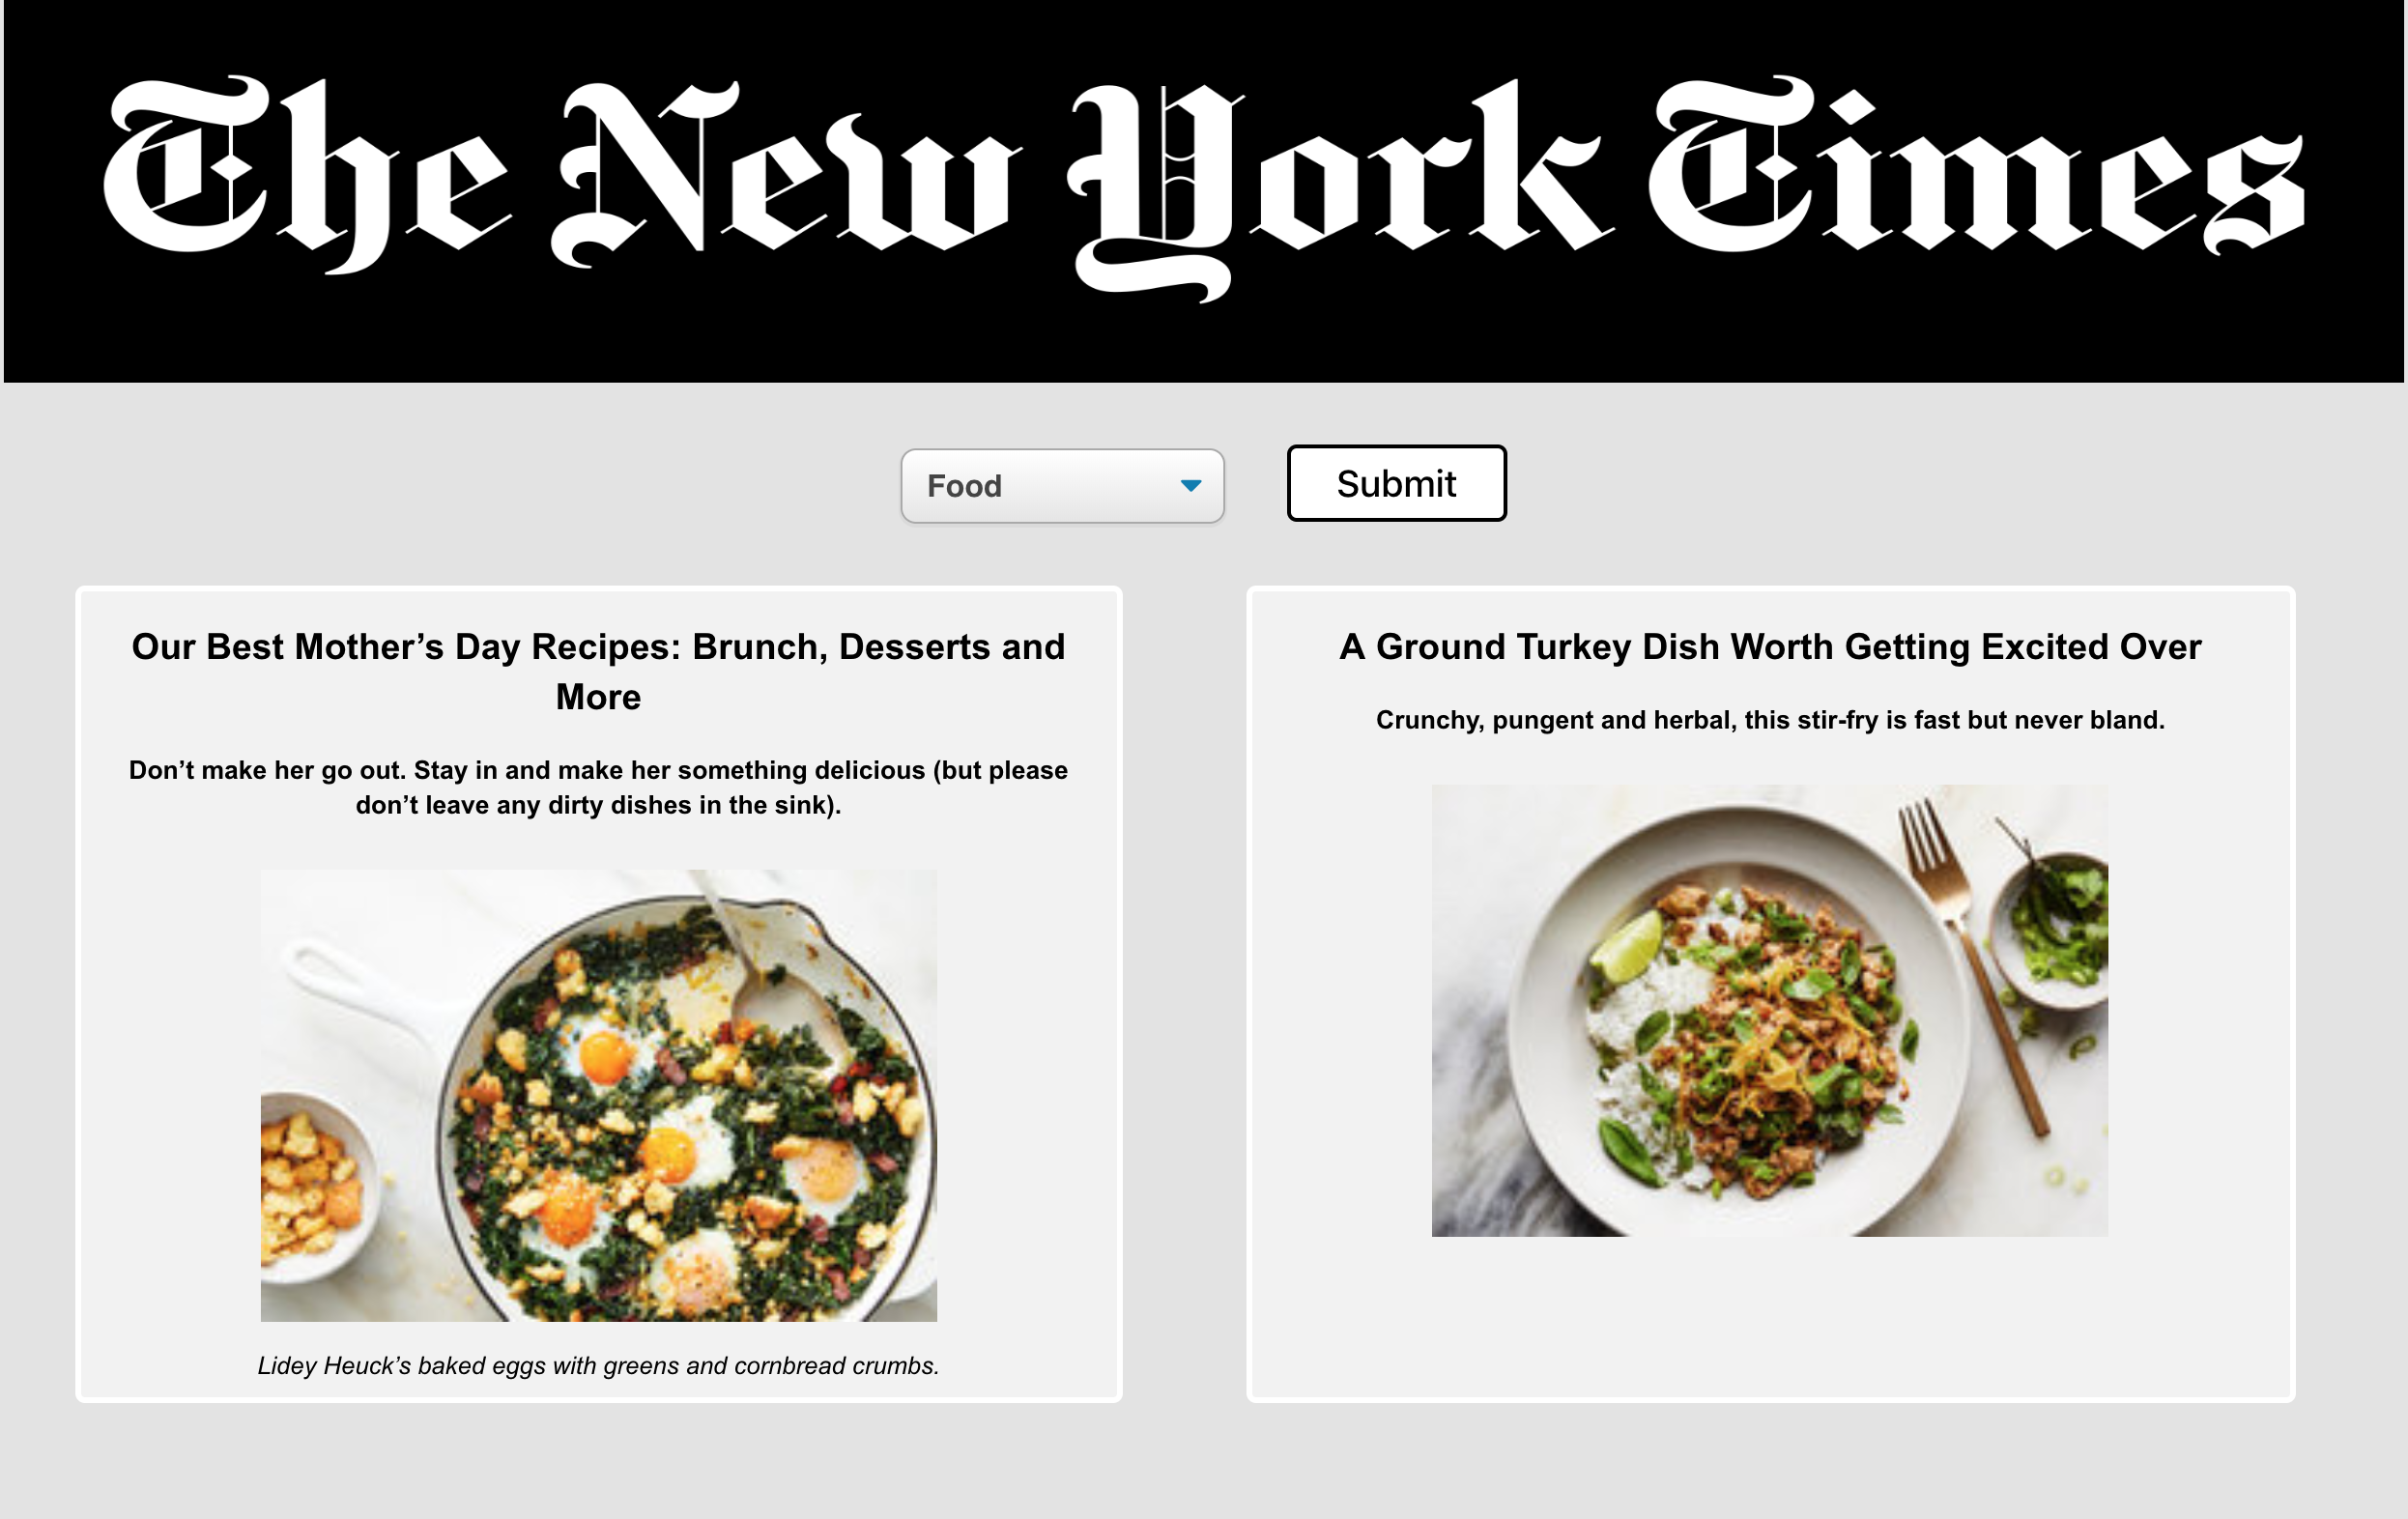 The New York Times
Food
Submit
Our Best Mother’s Day Recipes: Brunch, Desserts and
More
Don’t make her go out. Stay in and make her something delicious (but please
don’t leave any dirty dishes in the sink).
Lidey Heuck’s baked eggs with greens and cornbread crumbs.
A Ground Turkey Dish Worth Getting Excited Over
Crunchy, pungent and herbal, this stir-fry is fast but never bland.